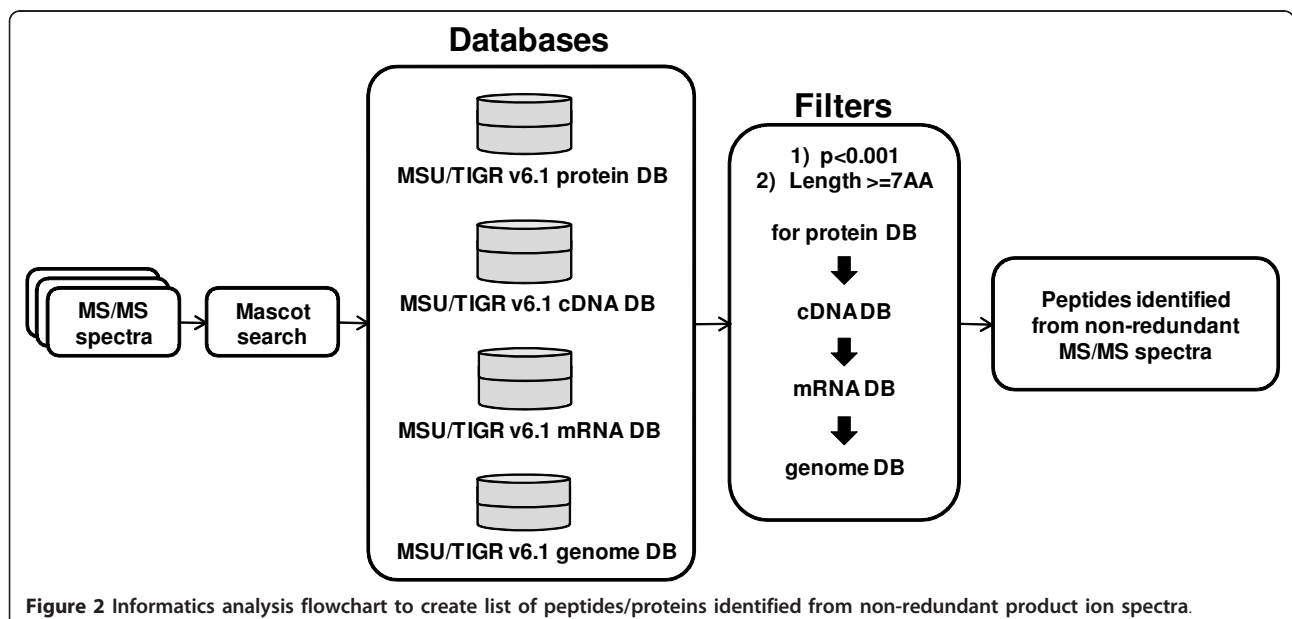 Databases
MSU/TIGR v6.1 protein DB
MSU/TIGR v6.1 cDNA DB
MSU/TIGR v6.1 mRNA DB
MSU/TIGR v6.1 genome DB
Filters
1) p<0.001
2) Length >=7AA
for protein DB
cDNA DB
mRNA DB
genome DB
MS/MS
spectra
Mascot
search
Peptides identified
from non-redundant
MS/MS spectra
Figure 2 Informatics analysis flowchart to create list of peptides/proteins identified from non-redundant product ion spectra.